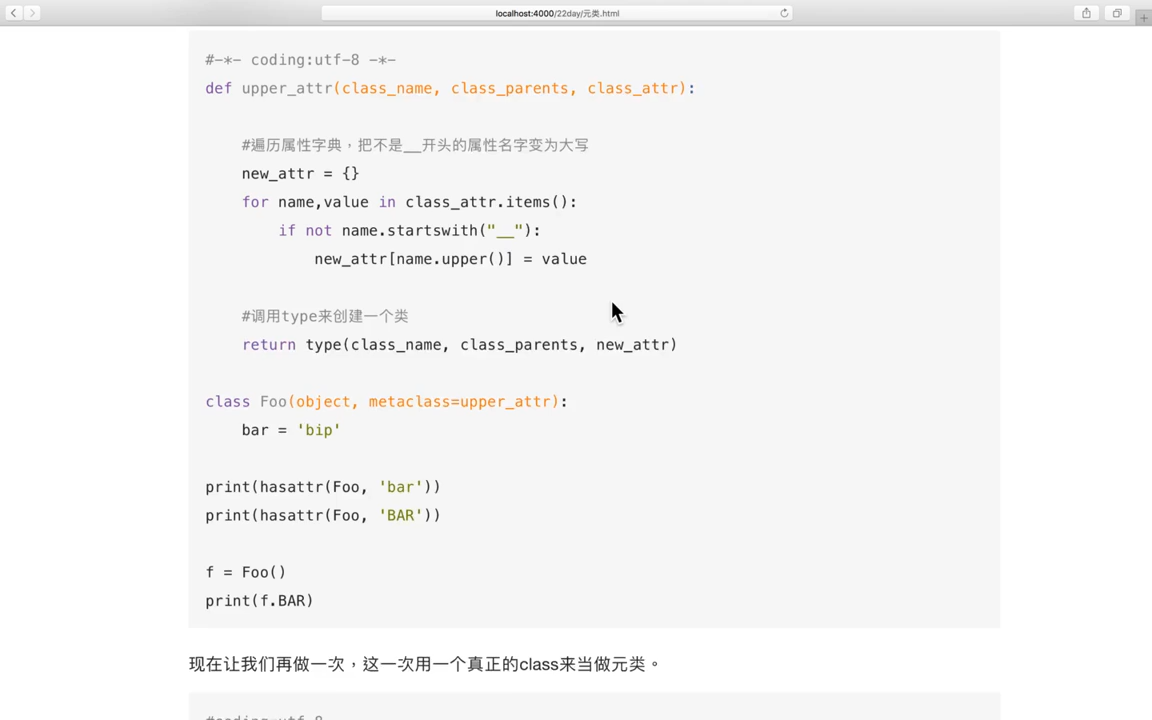 localhost:4000/22day/元类.html
#-*- coding:utf-8 -*-
def upper_attr(class_name, class_parents, class_attr):
#遍历属性字典，把不是__开头的属性名字变为大写
new_attr = {}
for name,value in class_attr.items():
if not name.startswith("__"):
new_attr[name.upper()] = value
#调用type来创建一个类
return type(class_name, class_parents, new_attr)
class Foo(object, metaclass=upper_attr):
bar = 'bip'
print(hasattr(Foo, 'bar'))
print(hasattr(Foo, 'BAR'))
f = Foo()
print(f.BAR)
现在让我们再做一次，这一次用一个真正的class来当做元类。
#coding:utf-8